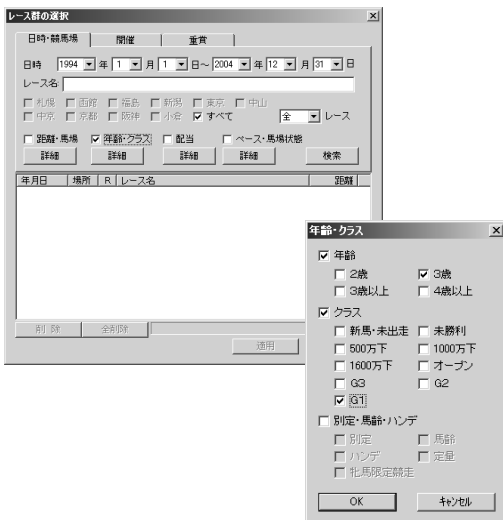 レース群の選択
日時・競馬場 開催 重賞
日時 1994 年 1 月 1 日～ 2004 年 12 月 31 日
レース名
札幌 函館 福島 新潟 東京 中山
中京 京都 阪神 小倉 すべて 全 レース
距離・馬場 年齢・クラス 配当 ペース・馬場状態
詳細 詳細 詳細 詳細 検索
年月日 場所 R レース名 距離
削 除 全削除
適用
年齢・クラス
年齢
2歳 3歳
3歳以上 4歳以上
クラス
新馬・未出走 未勝利
500万下 1000万下
1600万下 オープン
G3 G2
G1
別定・馬齢・ハンデ
別定 馬齢
ハンデ 定量
牝馬限定競走
OK キャンセル